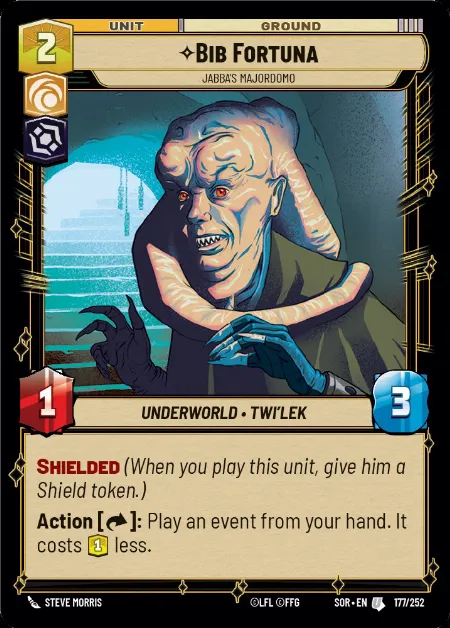 UNIT GROUND
2
✧BIB FORTUNA
JABBA'S MAJORDOMO
1
UNDERWORLD • TWI'LEK
3
SHIELDED (When you play this unit, give him a
Shield token.)
Action [↷]: Play an event from your hand. It
costs 1 less.
STEVE MORRIS ©LFL ©FFG SOR • EN U 177/252